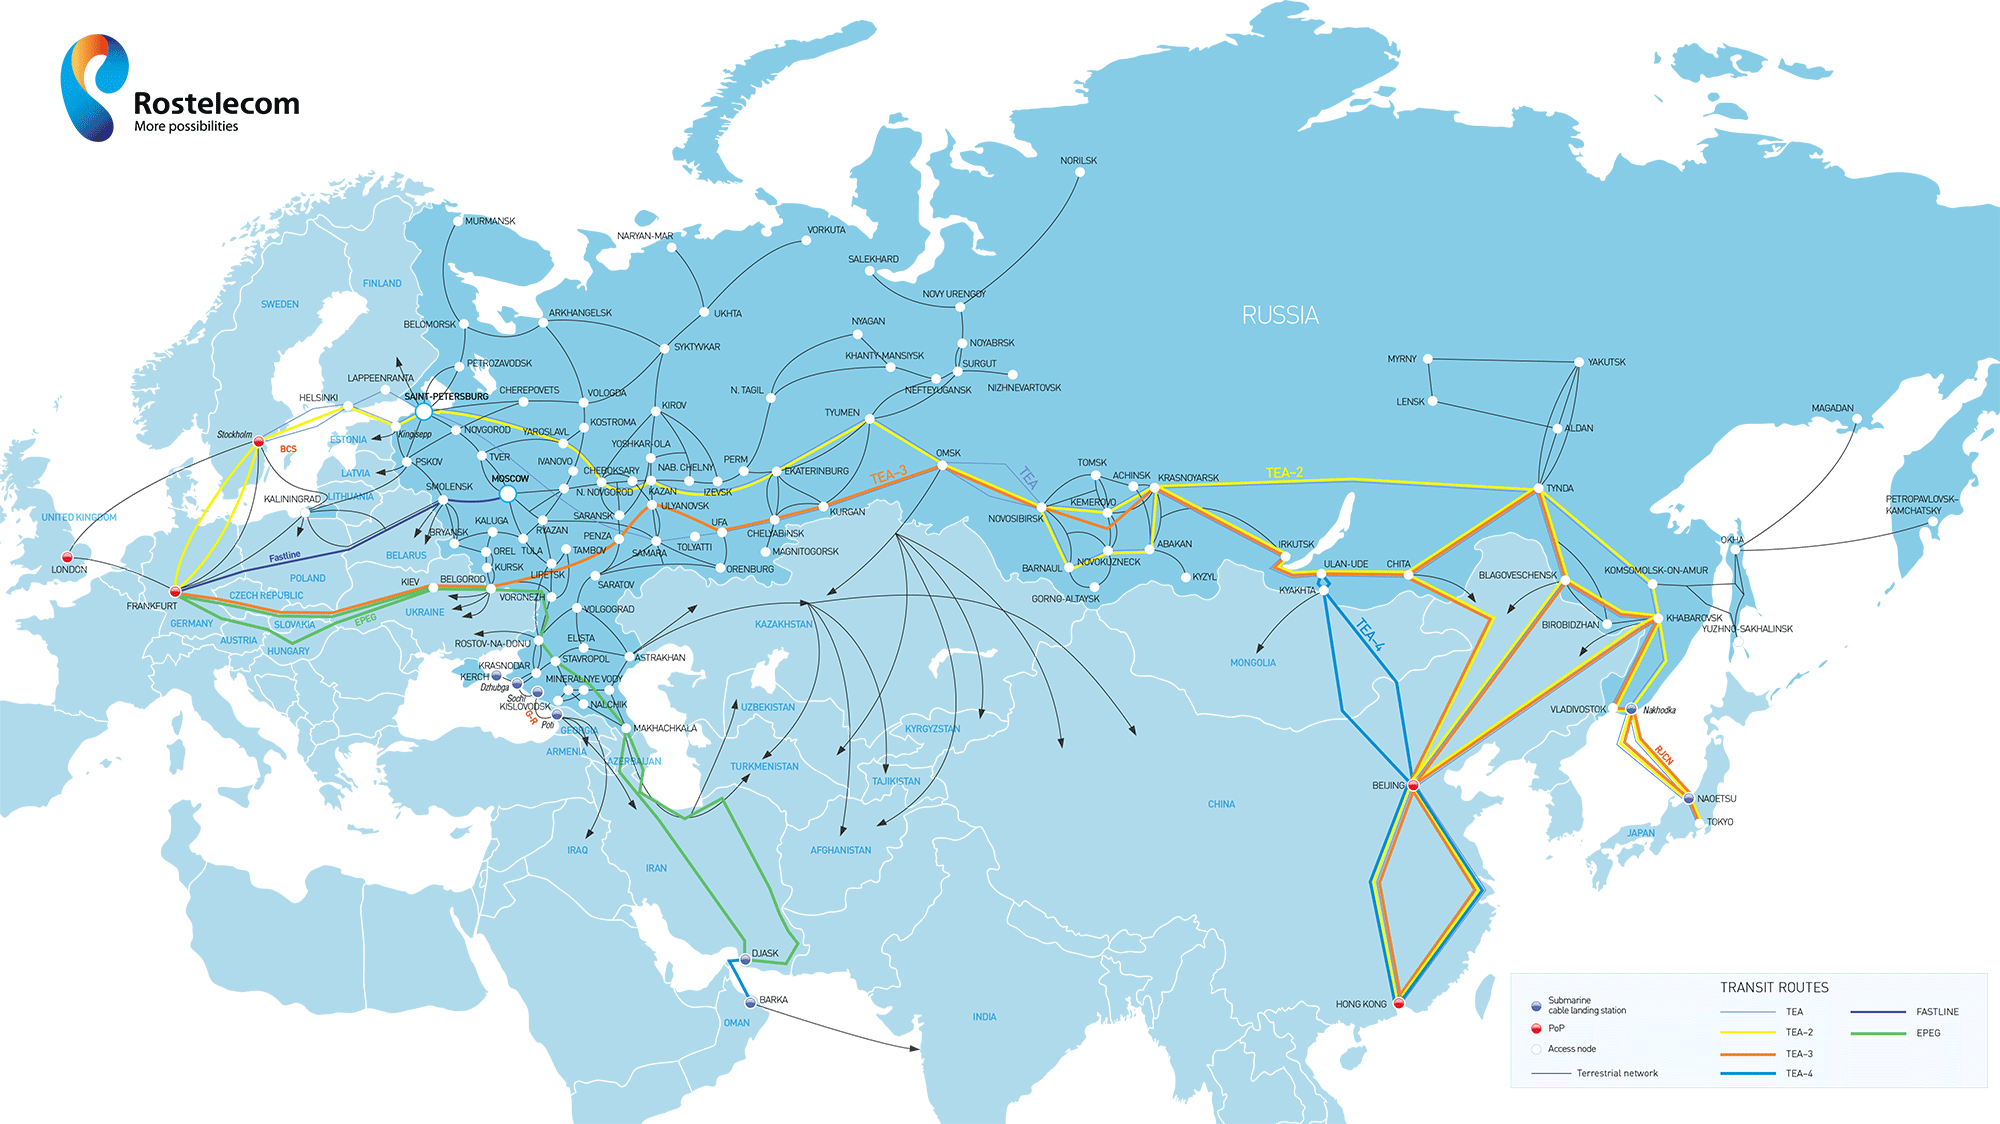 Rostelecom
More possibilities
NORILSK
MURMANSK
NARYAN-MAR
VORKUTA
SALEKHARD
FINLAND
SWEDEN
NOVY URENGOY
ARKHANGELSK
UKHTA
RUSSIA
BELOMORSK
NYAGAN
NOYABRSK
SYKTYVKAR
KHANTY-MANSIYSK
SURGUT
PETROZAVODSK
MYRNY
YAKUTSK
LAPPEENRANTA
CHEREPOVETS
VOLOGDA
N. TAGIL
NEFTEYUGANSK
NIZHNEVARTOVSK
HELSINKI
SAINT-PETERSBURG
KIROV
TYUMEN
LENSK
MAGADAN
KOSTROMA
Stockholm
ESTONIA
Kingisepp
NOVGOROD
YAROSLAVL
YOSHKAR-OLA
ALDAN
BCS
TVER
IVANOVO
PERM
OMSK
LATVIA
PSKOV
CHEBOKSARY
NAB. CHELNY
EKATERINBURG
TEA-3
TEA
TOMSK
ACHINSK
KRASNOYARSK
TEA-2
MOSCOW
N. NOVGOROD
KAZAN
IZEVSK
TYNDA
KALININGRAD
LITHUANIA
SMOLENSK
ULYANOVSK
KURGAN
KEMEROVO
PETROPAVLOVSK-
KAMCHATSKY
UNITED KINGDOM
SARANSK
UFA
NOVOSIBIRSK
KALUGA
RYAZAN
BRYANSK
PENZA
CHELYABINSK
OKHA
Fastline
BELARUS
OREL
TULA
TAMBOV
SAMARA
TOLYATTI
MAGNITOGORSK
IRKUTSK
ABAKAN
LONDON
KURSK
LIPETSK
ORENBURG
BARNAUL
NOVOKUZNECK
ULAN-UDE
CHITA
BLAGOVESCHENSK
KOMSOMOLSK-ON-AMUR
POLAND
KIEV
BELGOROD
SARATOV
KYZYL
KYAKHTA
CZECH REPUBLIC
VORONEZH
GORNO-ALTAYSK
FRANKFURT
UKRAINE
VOLGOGRAD
GERMANY
SLOVAKIA
EPEG
KAZAKHSTAN
BIROBIDZHAN
KHABAROVSK
YUZHNO-SAKHALINSK
AUSTRIA
HUNGARY
ROSTOV-NA-DONU
ELISTA
TEA-4
KRASNODAR
STAVROPOL
ASTRAKHAN
MONGOLIA
KERCH
Dzhubga
MINERALNYE VODY
Sochi
KISLOVODSK
NALCHIK
UZBEKISTAN
VLADIVOSTOK
Nakhodka
G-R
Poti
GEORGIA
MAKHACHKALA
KYRGYZSTAN
ARMENIA
AZERBAIJAN
TURKMENISTAN
RJCN
TAJIKISTAN
BEIJING
CHINA
NAOETSU
TOKYO
JAPAN
IRAQ
AFGHANISTAN
IRAN
DJASK
BARKA
OMAN
INDIA
HONG KONG
TRANSIT ROUTES
Submarine
cable landing station
PoP
Access node
Terrestrial network
TEA
TEA-2
TEA-3
TEA-4
FASTLINE
EPEG